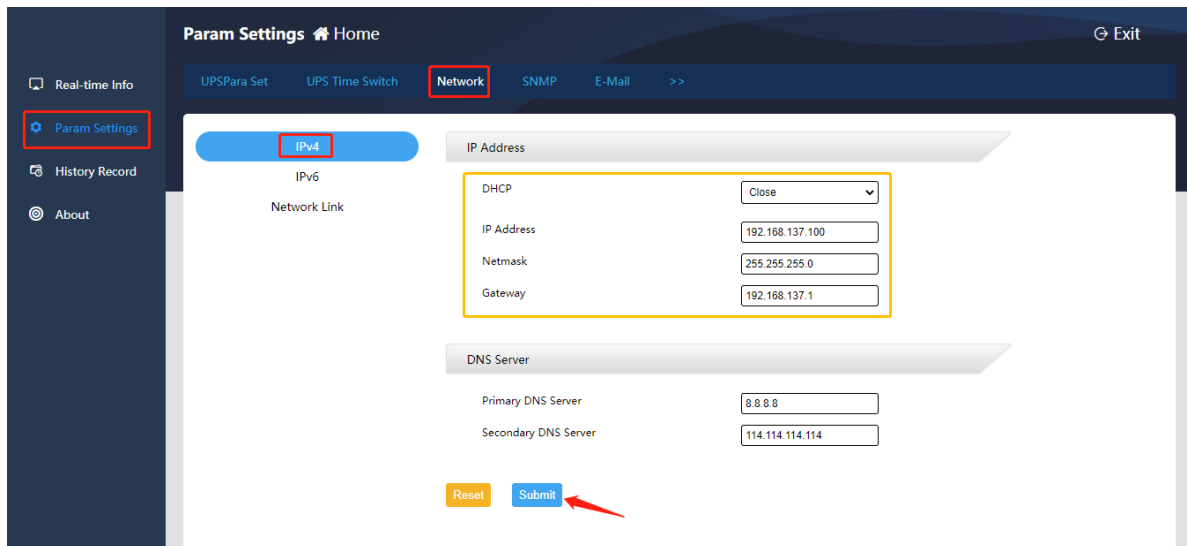 Param Settings Home
Exit
Real-time Info
Param Settings
History Record
About
UPSPara Set UPS Time Switch Network SNMP E-Mail >>
IPv4
IPv6
Network Link
IP Address
DHCP Close
IP Address 192.168.137.100
Netmask 255.255.255.0
Gateway 192.168.137.1
DNS Server
Primary DNS Server 8.8.8.8
Secondary DNS Server 114.114.114.114
Reset Submit